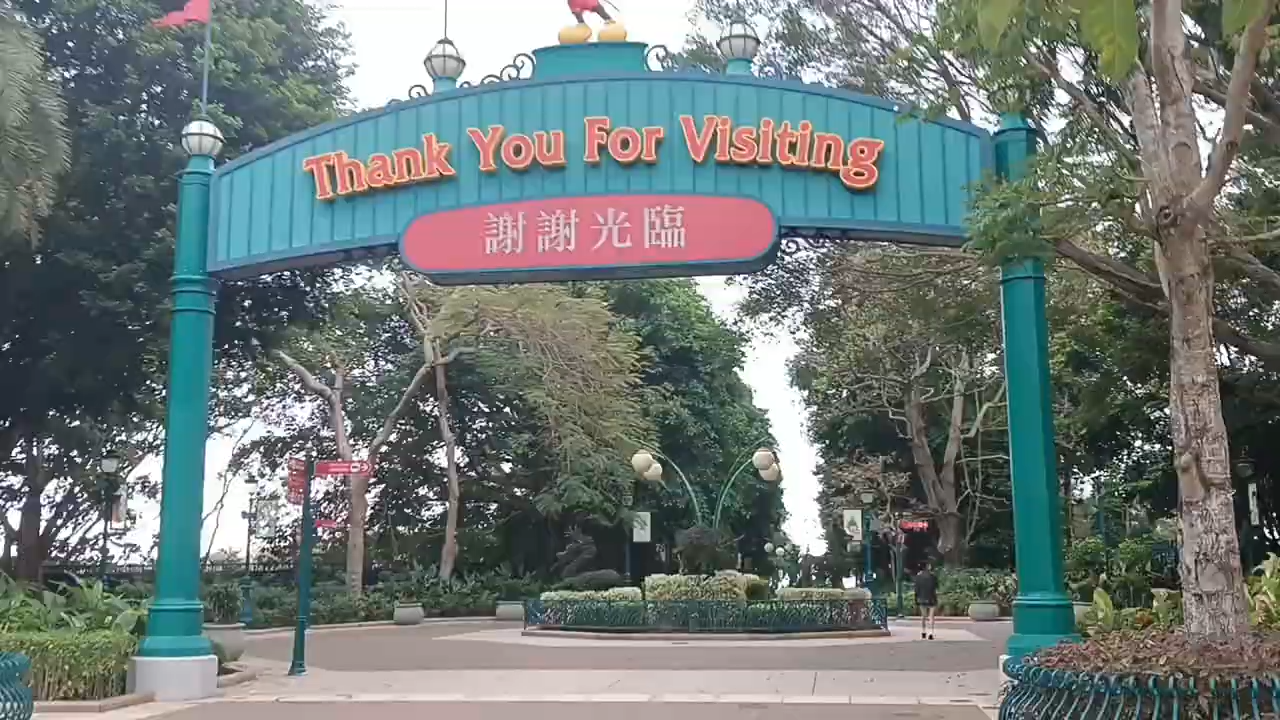 Thank You For Visiting
謝謝光臨